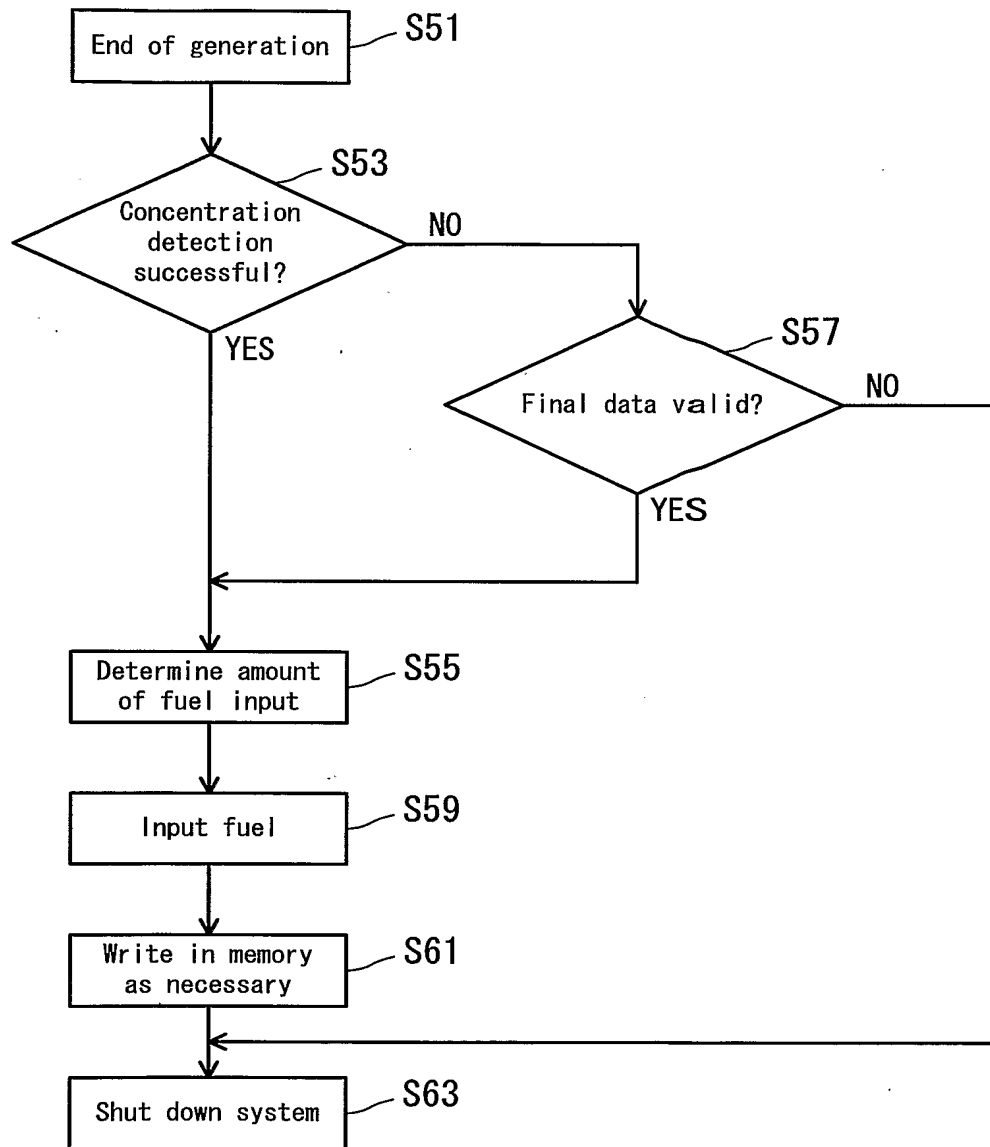 End of generation
S51
S53
Concentration
detection
successful?
NO
YES
S57
Final data valid?
NO
YES
Determine amount
of fuel input
S55
Input fuel
S59
Write in memory
as necessary
S61
Shut down system
S63